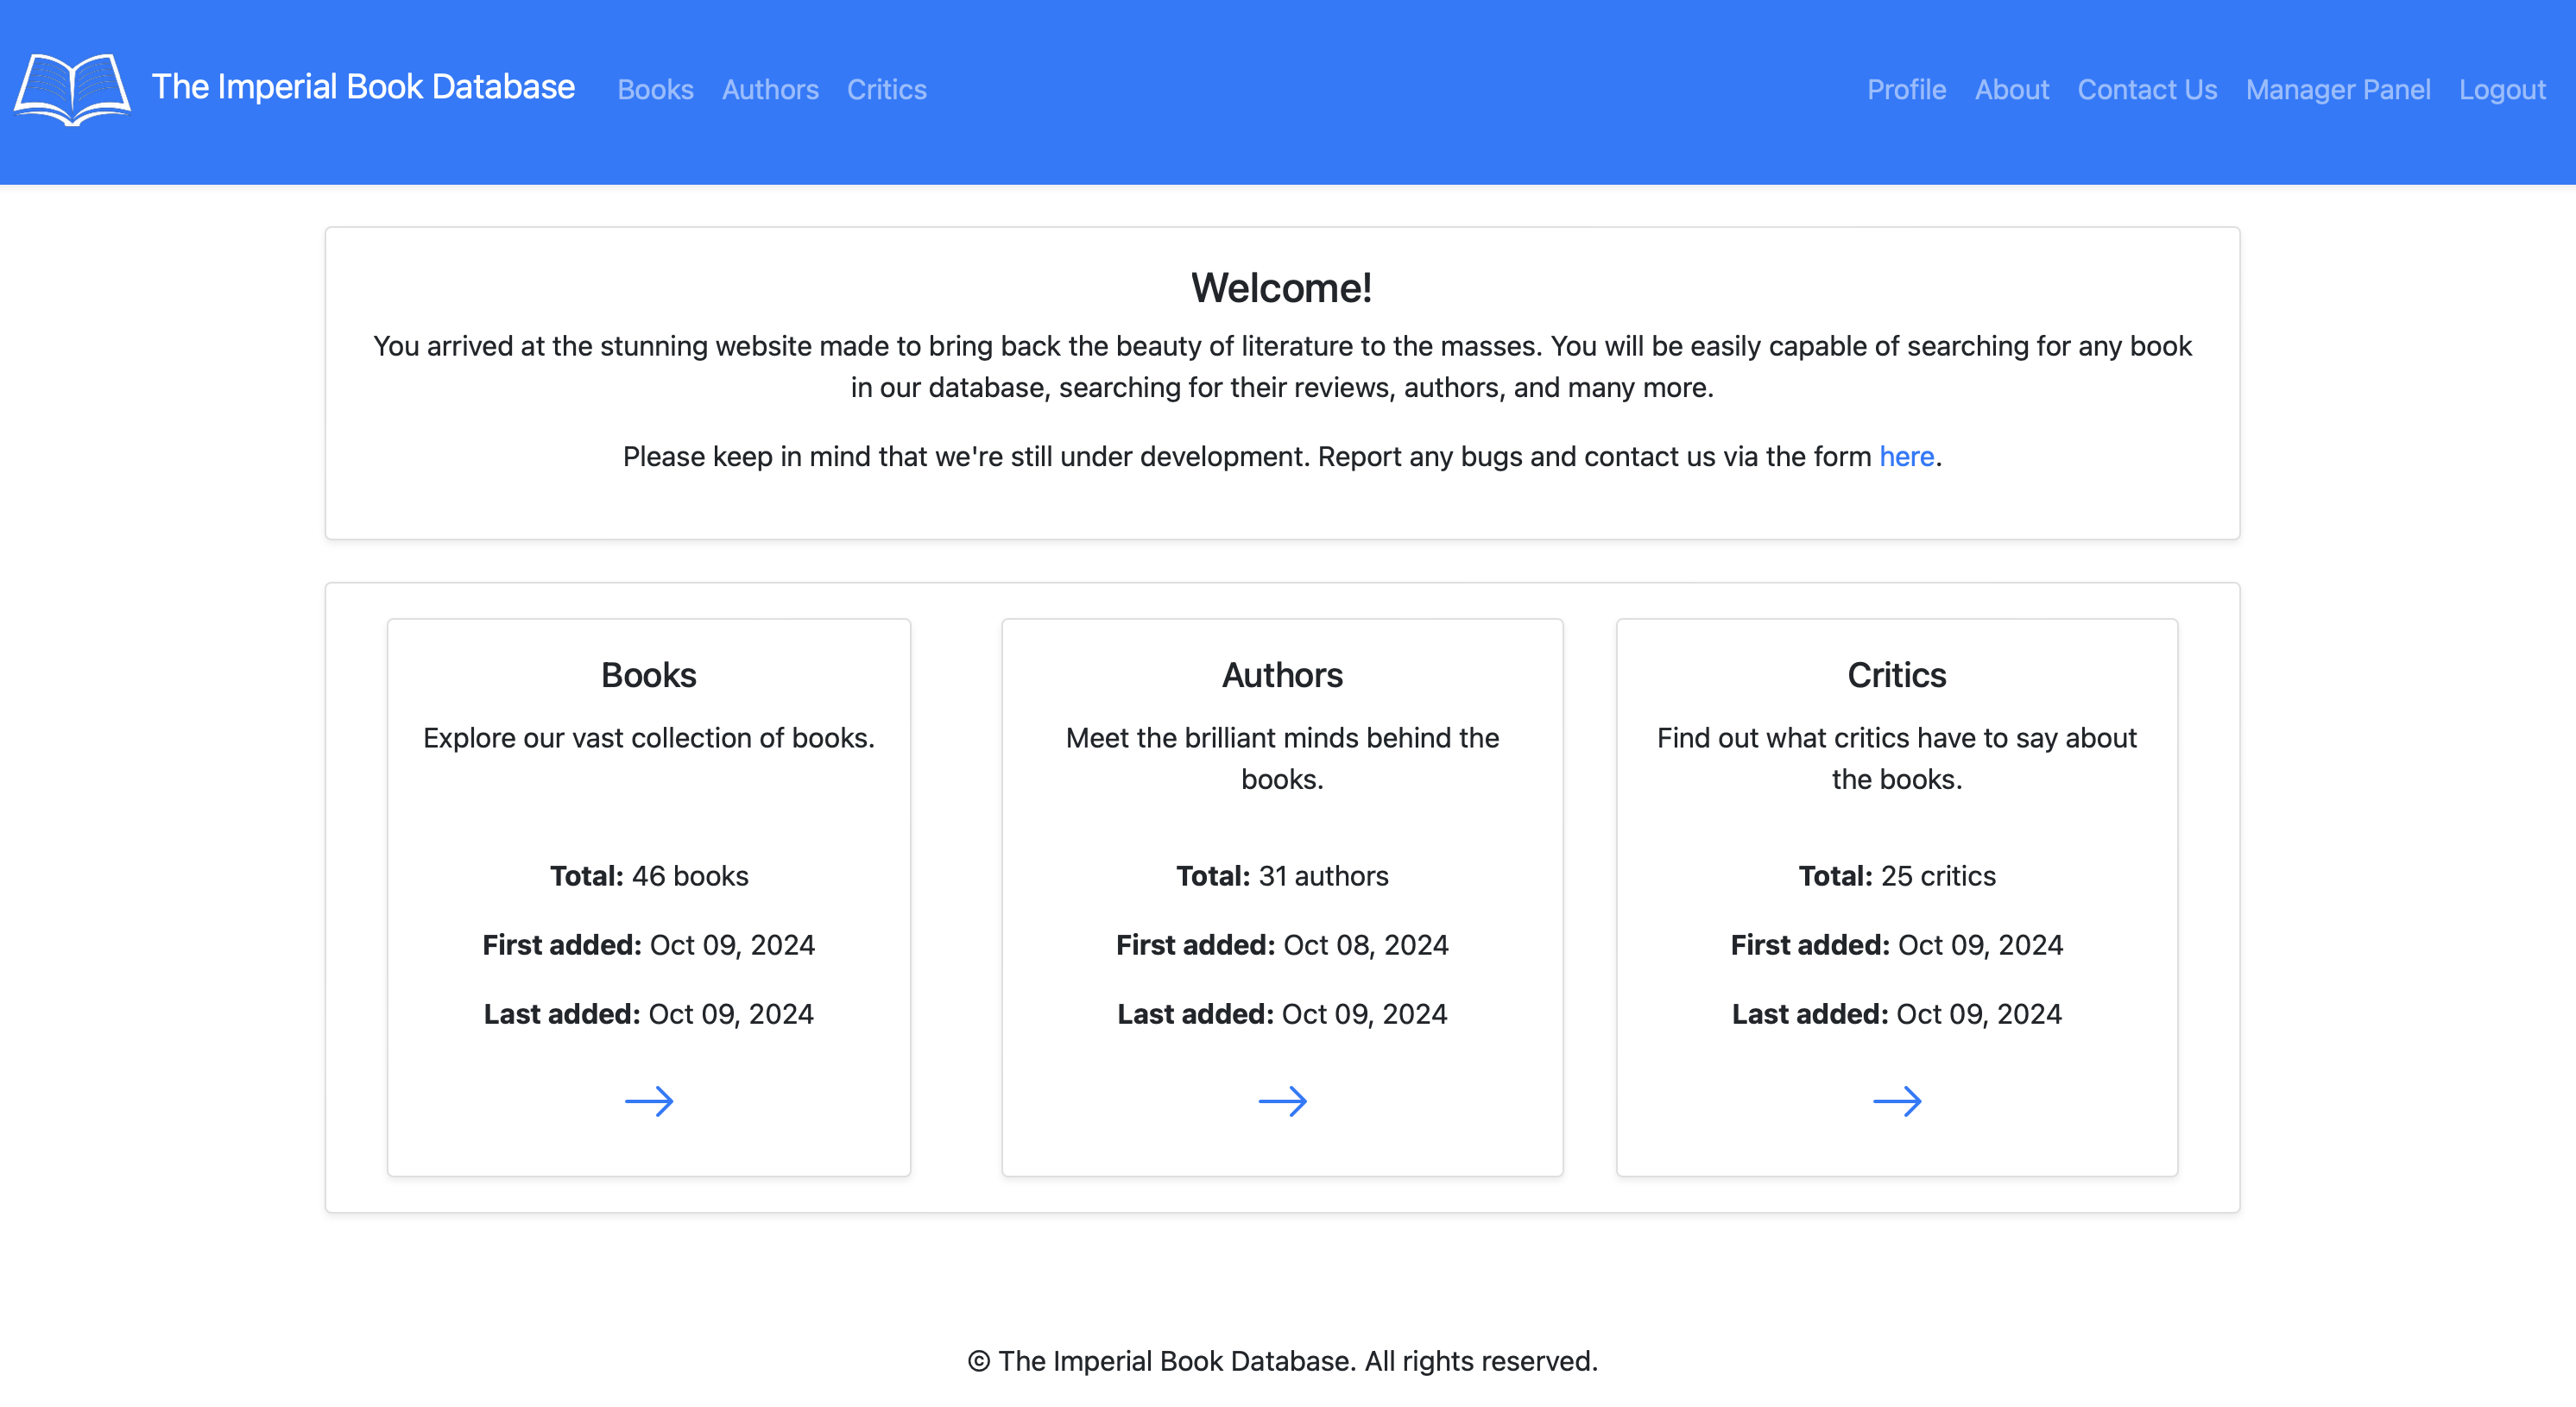 The Imperial Book Database Books Authors Critics Profile About Contact Us Manager Panel Logout
Welcome!
You arrived at the stunning website made to bring back the beauty of literature to the masses. You will be easily capable of searching for any book
in our database, searching for their reviews, authors, and many more.
Please keep in mind that we're still under development. Report any bugs and contact us via the form here.
Books
Explore our vast collection of books.
Total: 46 books
First added: Oct 09, 2024
Last added: Oct 09, 2024
Authors
Meet the brilliant minds behind the
books.
Total: 31 authors
First added: Oct 08, 2024
Last added: Oct 09, 2024
Critics
Find out what critics have to say about
the books.
Total: 25 critics
First added: Oct 09, 2024
Last added: Oct 09, 2024
© The Imperial Book Database. All rights reserved.